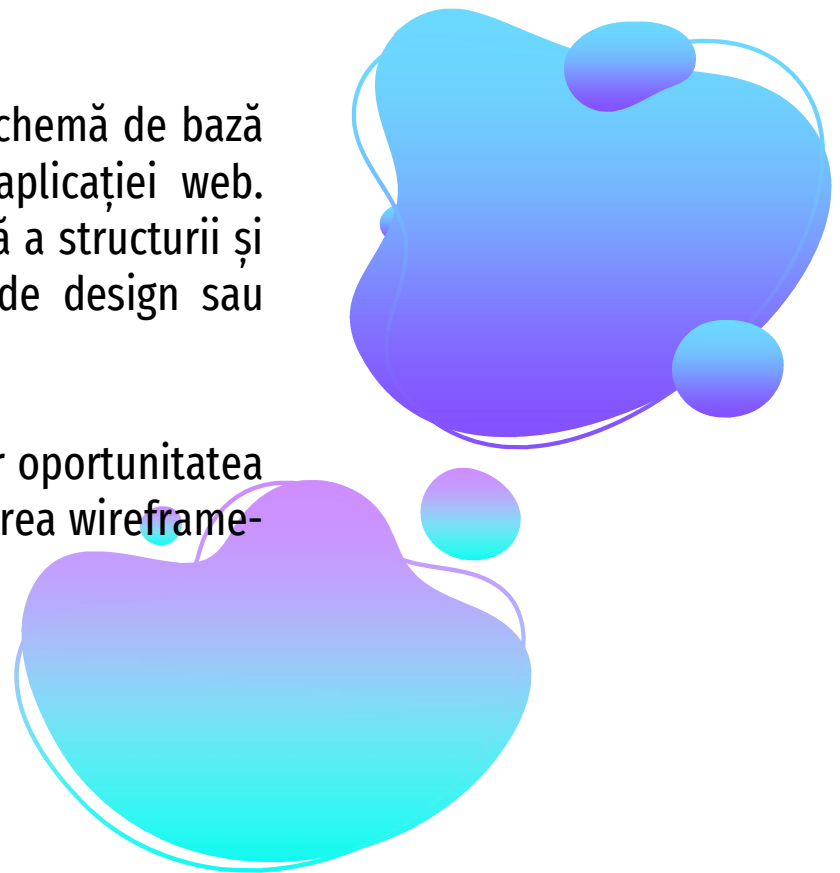 chemă de bază
aplicației web.
ă a structurii și
de design sau
r oportunitatea
rea wireframe-